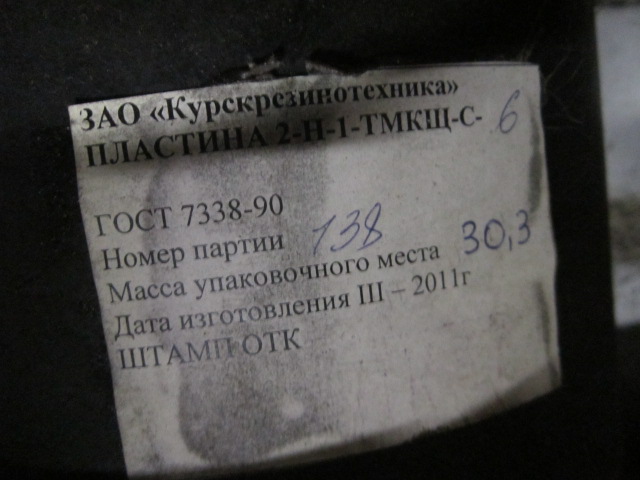 ЗАО «Курскрезинотехника»
ПЛАСТИНА 2-Н-1-ТМКЩ-С- 6
ГОСТ 7338-90
Номер партии 138
Масса упаковочного места 30,3
Дата изготовления III – 2011г
ШТАМП ОТК